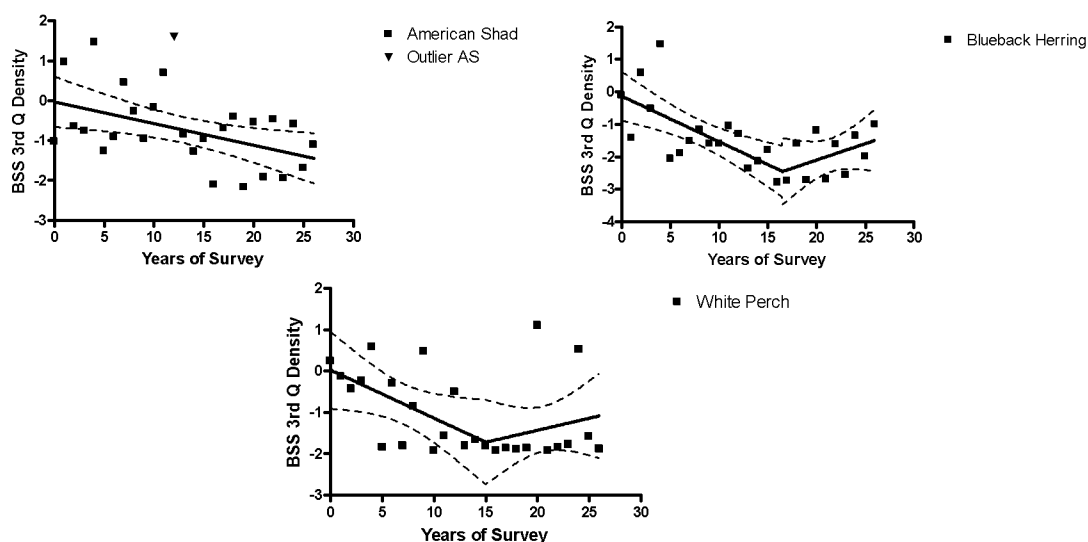 American Shad
Outlier AS
BSS 3rd Q Density
2
1
0
-1
-2
-3
0 5 10 15 20 25 30
Years of Survey
Blueback Herring
BSS 3rd Q Density
2
1
0
-1
-2
-3
-4
0 5 10 15 20 25 30
Years of Survey
White Perch
BSS 3rd Q Density
2
1
0
-1
-2
-3
0 5 10 15 20 25 30
Years of Survey